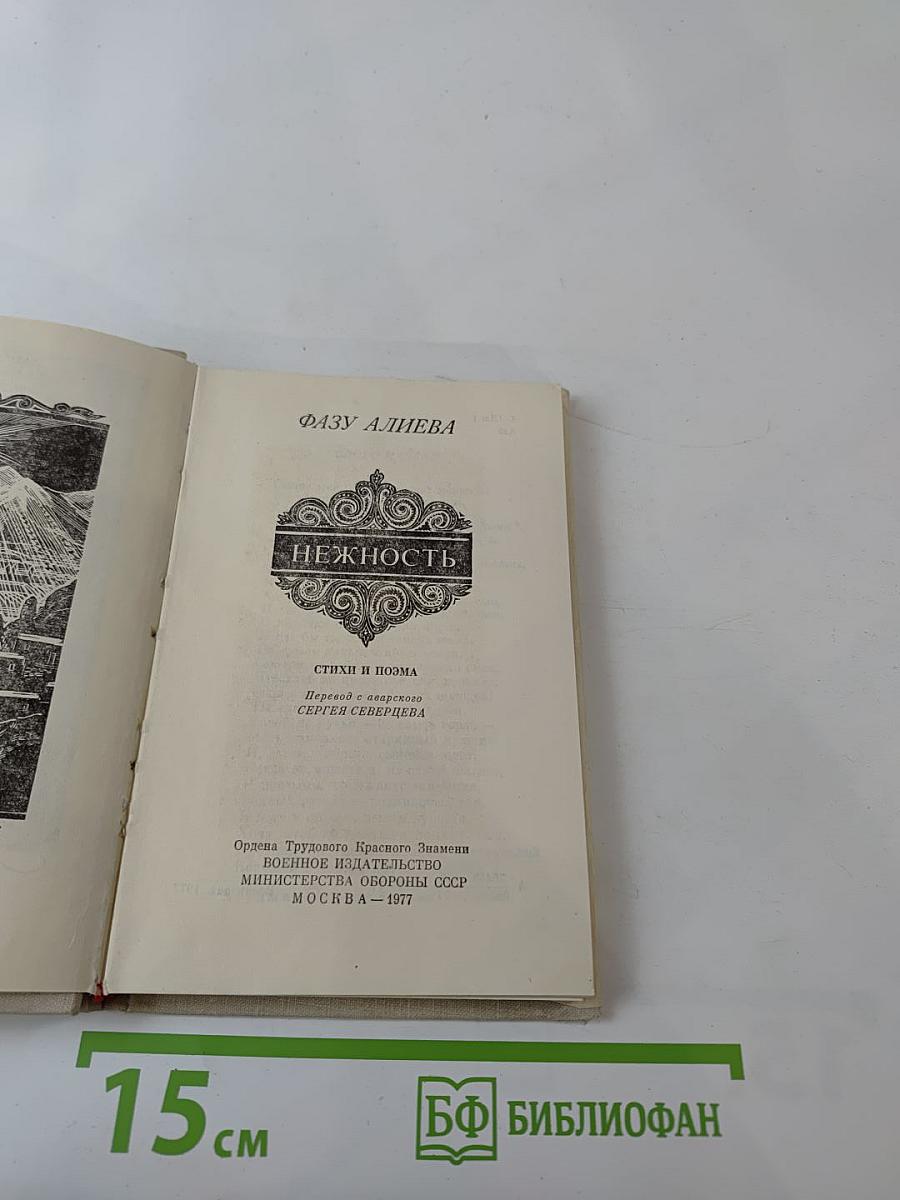 ФАЗУ АЛИЕВА
НЕЖНОСТЬ
СТИХИ И ПОЭМА
Перевод с аварского
СЕРГЕЯ СЕВЕРЦЕВА
Ордена Трудового Красного Знамени
ВОЕННОЕ ИЗДАТЕЛЬСТВО
МИНИСТЕРСТВА ОБОРОНЫ СССР
МОСКВА — 1977
15 см
БФ БИБЛИОФАН